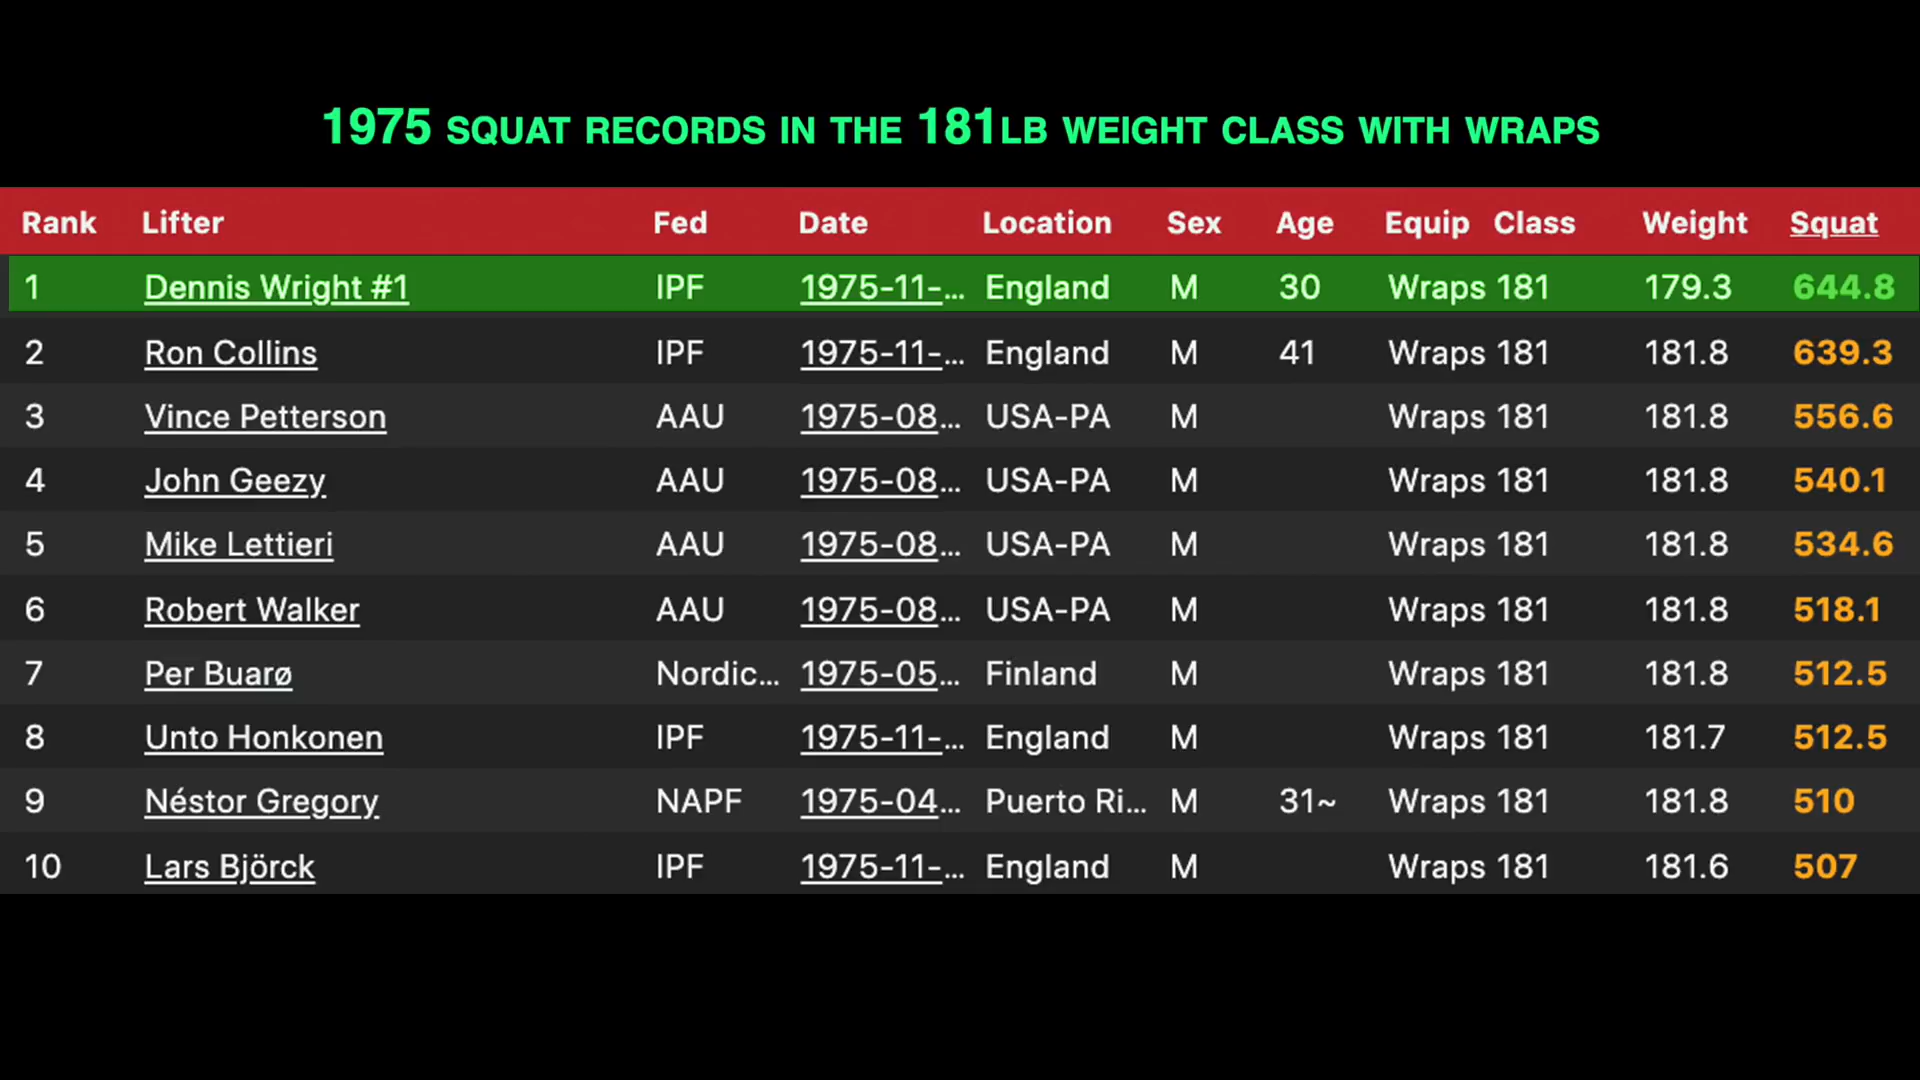 1975 SQUAT RECORDS IN THE 181LB WEIGHT CLASS WITH WRAPS
Rank Lifter Fed Date Location Sex Age Equip Class Weight Squat
1 Dennis Wright #1 IPF 1975-11-... England M 30 Wraps 181 179.3 644.8
2 Ron Collins IPF 1975-11-... England M 41 Wraps 181 181.8 639.3
3 Vince Petterson AAU 1975-08... USA-PA M Wraps 181 181.8 556.6
4 John Geezy AAU 1975-08... USA-PA M Wraps 181 181.8 540.1
5 Mike Lettieri AAU 1975-08... USA-PA M Wraps 181 181.8 534.6
6 Robert Walker AAU 1975-08... USA-PA M Wraps 181 181.8 518.1
7 Per Buarø Nordic... 1975-05... Finland M Wraps 181 181.8 512.5
8 Unto Honkonen IPF 1975-11-... England M Wraps 181 181.7 512.5
9 Néstor Gregory NAPF 1975-04... Puerto Ri... M 31~ Wraps 181 181.8 510
10 Lars Björck IPF 1975-11-... England M Wraps 181 181.6 507